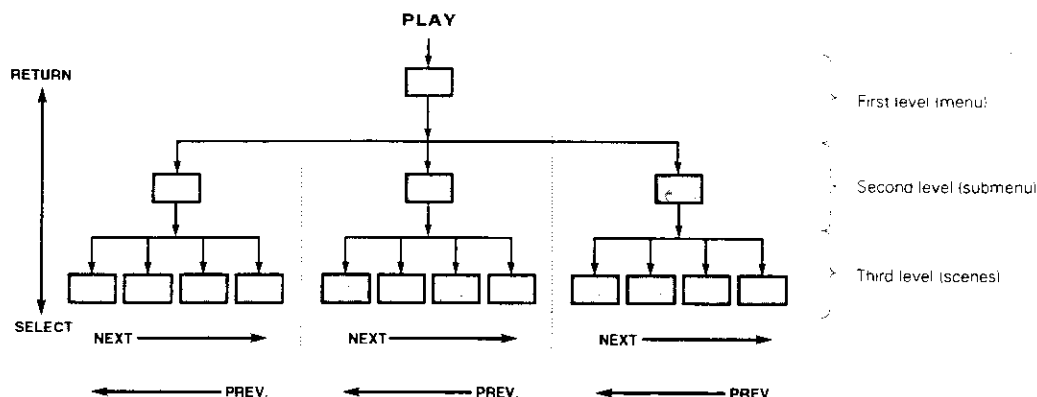 PLAY
RETURN
First level (menu)
Second level (submenu)
Third level (scenes)
SELECT
NEXT NEXT NEXT
PREV. PREV. PREV